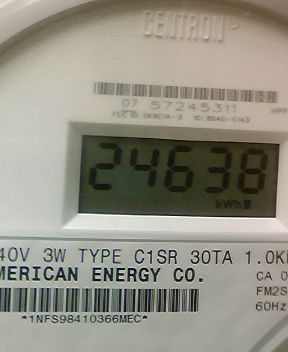 CENTRON®
07 57245311
24638
kWh
40V 3W TYPE C1SR 30TA 1.0K
MERICAN ENERGY CO.
CA 0
FM2S
60Hz
*1NFS98410366MEC*